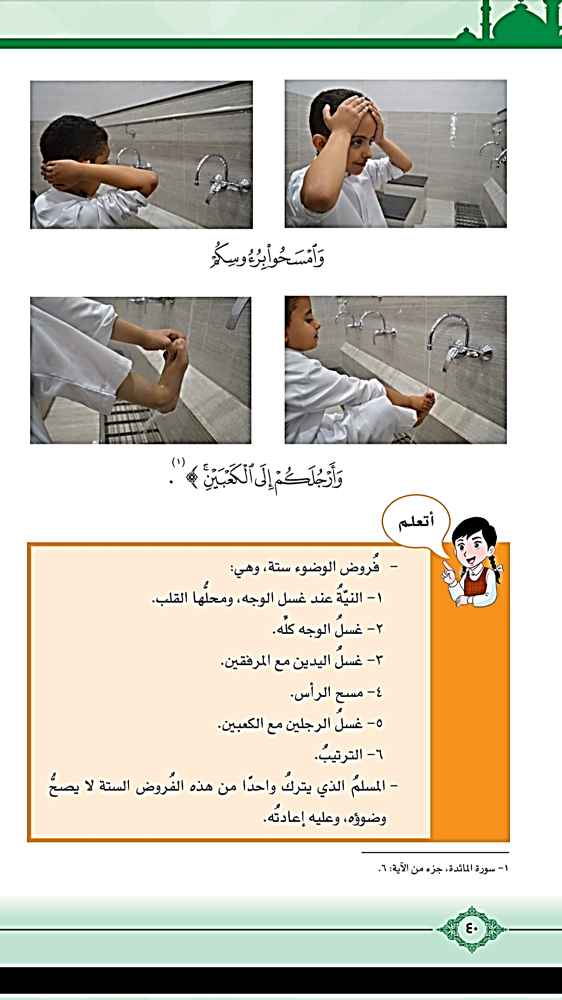 وَٱمْسَحُوا۟ بِرُءُوسِكُمْ
وَأَرْجُلَكُمْ إِلَى ٱلْكَعْبَيْنِ ۚ ﴾ (١) .
أتعلم
- فُروض الوضوء ستة، وهي:
١- النيّةُ عند غسل الوجه، ومحلُّها القلب.
٢- غسلُ الوجه كلِّه.
٣- غسلُ اليدين مع المرفقين.
٤- مسح الرأس.
٥- غسلُ الرجلين مع الكعبين.
٦- الترتيبُ.
- المسلمُ الذي يتركُ واحدًا من هذه الفُروض الستة لا يصحُّ
وضوؤه، وعليه إعادتُه.
١- سورة المائدة، جزء من الآية: ٦.
٤٠